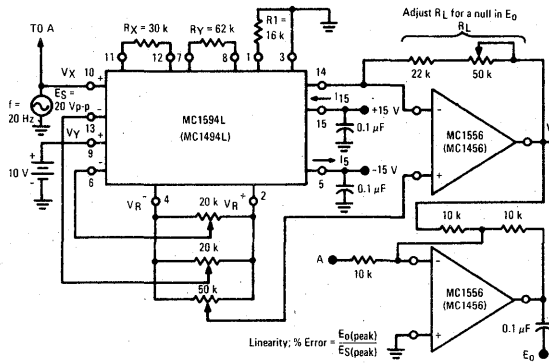 TO A
f = 20 Hz
ES = 20 Vp-p
RX = 30 k
RY = 62 k
R1 = 16 k
11
12
7
8
1
3
VX 10 +
13 -
VY + 9
- 6
+
10 V
-
MC1594L
(MC1494L)
14
I15
15
+15 V
0.1 µF
I5
5
-15 V
0.1 µF
VR - 4
VR + 2
20 k
20 k
50 k
Adjust RL for a null in Eo
RL
22 k
50 k
-
MC1556
(MC1456)
+
V
10 k
10 k
A
10 k
-
MC1556
(MC1456)
+
0.1 µF
Eo
Linearity; % Error = Eo(peak)
ES(peak)